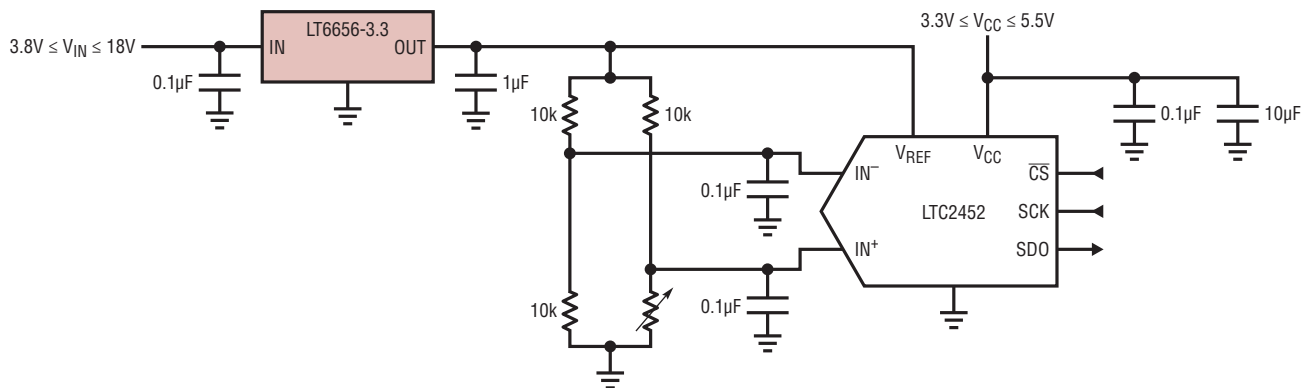 3.8V ≤ VIN ≤ 18V
LT6656-3.3
IN
OUT
0.1µF
1µF
10k
10k
3.3V ≤ VCC ≤ 5.5V
0.1µF
10µF
VREF
VCC
IN–
CS
0.1µF
LTC2452
SCK
IN+
SDO
10k
0.1µF